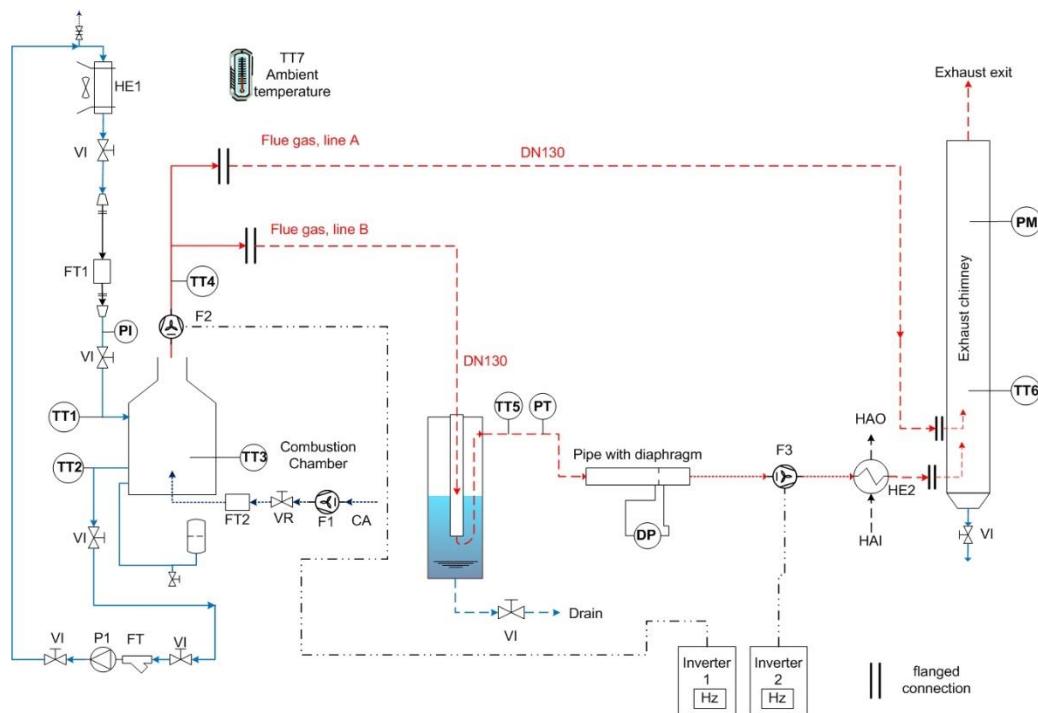 TT7
Ambient
temperature
HE1
Exhaust exit
VI
Flue gas, line A
DN130
Flue gas, line B
PM
FT1
TT4
Exhaust chimney
F2
PI
VI
DN130
TT1
TT5
PT
TT6
HAO
TT2
TT3
Combustion
Chamber
Pipe with diaphragm
F3
HE2
FT2
VR
F1
CA
DP
HAI
VI
VI
Drain
VI
VI
P1
FT
VI
Inverter
1
Hz
Inverter
2
Hz
flanged
connection